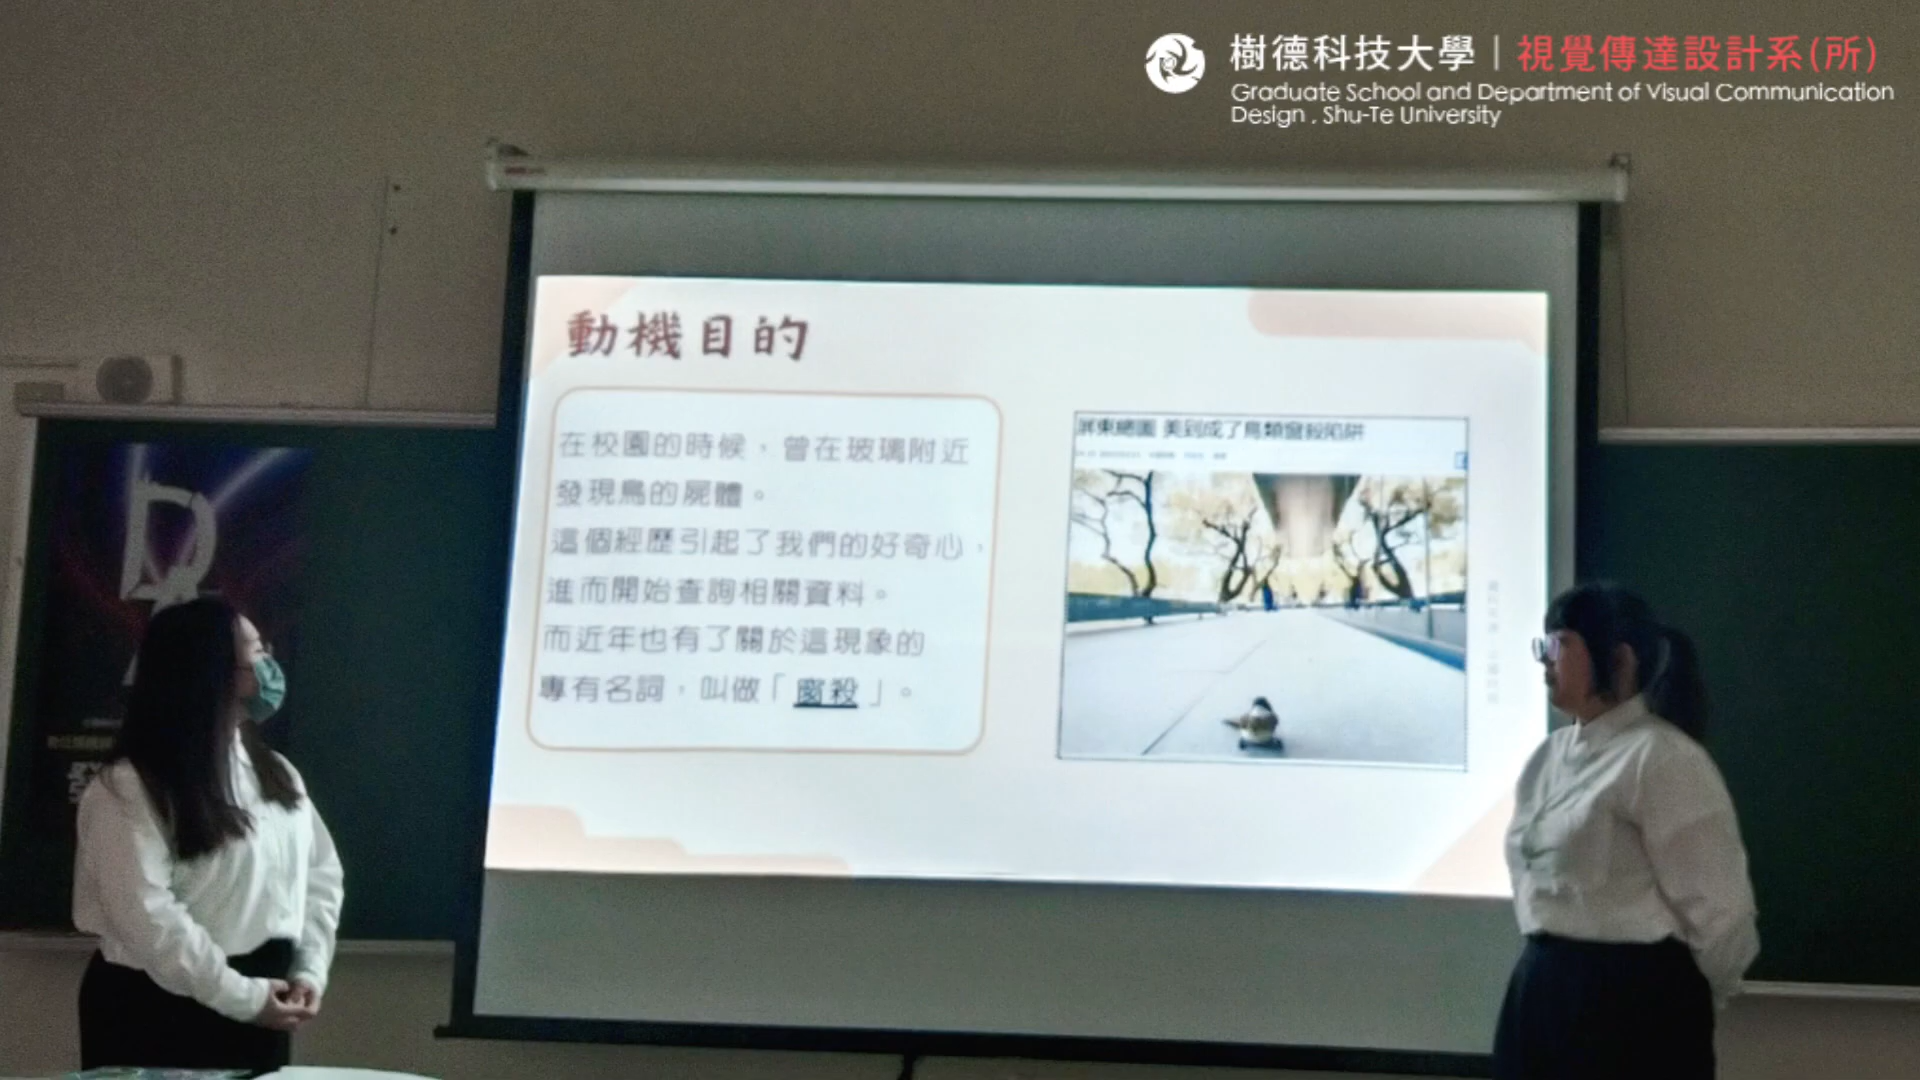 樹德科技大學｜視覺傳達設計系(所)
Graduate School and Department of Visual Communication
Design . Shu-Te University
動機目的
在校園的時候，曾在玻璃附近
發現鳥的屍體。
這個經歷引起了我們的好奇心，
進而開始查詢相關資料。
而近年也有了關於這現象的
專有名詞，叫做「窗殺」。
屏東總圖 美到成了鳥類窗殺陷阱